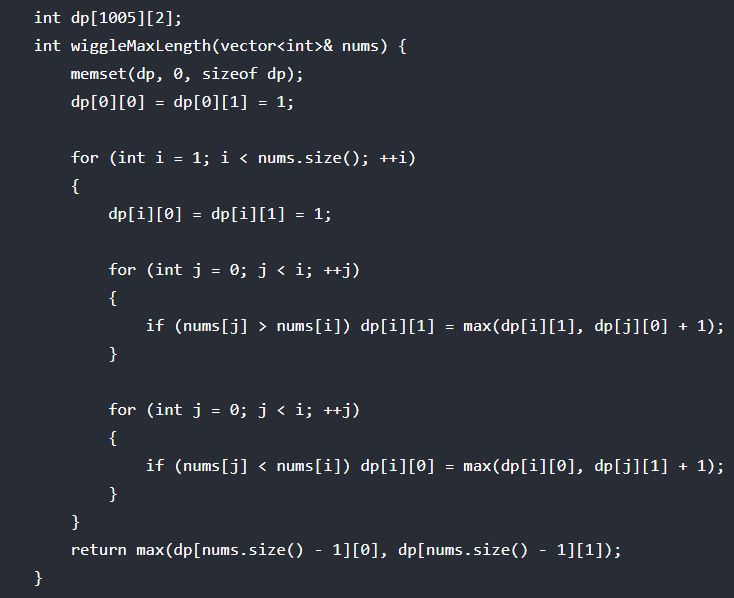 int dp[1005][2];
int wiggleMaxLength(vector<int>& nums) {
    memset(dp, 0, sizeof dp);
    dp[0][0] = dp[0][1] = 1;

    for (int i = 1; i < nums.size(); ++i)
    {
        dp[i][0] = dp[i][1] = 1;

        for (int j = 0; j < i; ++j)
        {
            if (nums[j] > nums[i]) dp[i][1] = max(dp[i][1], dp[j][0] + 1);
        }

        for (int j = 0; j < i; ++j)
        {
            if (nums[j] < nums[i]) dp[i][0] = max(dp[i][0], dp[j][1] + 1);
        }
    }
    return max(dp[nums.size() - 1][0], dp[nums.size() - 1][1]);
}